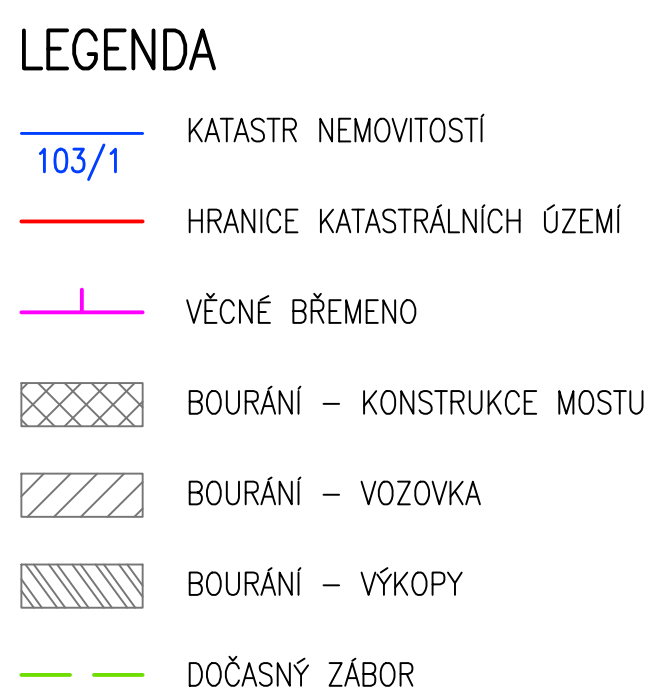 LEGENDA
KATASTR NEMOVITOSTÍ
103/1
HRANICE KATASTRÁLNÍCH ÚZEMÍ
VĚCNÉ BŘEMENO
BOURÁNÍ – KONSTRUKCE MOSTU
BOURÁNÍ – VOZOVKA
BOURÁNÍ – VÝKOPY
DOČASNÝ ZÁBOR